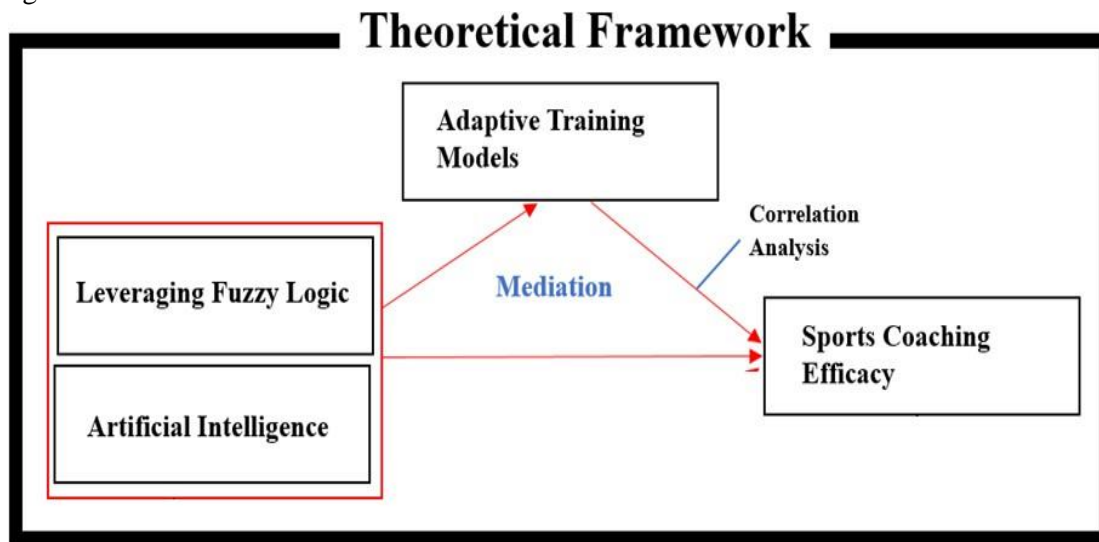 Theoretical Framework
Adaptive Training
Models
Correlation
Analysis
Leveraging Fuzzy Logic
Mediation
Sports Coaching
Efficacy
Artificial Intelligence